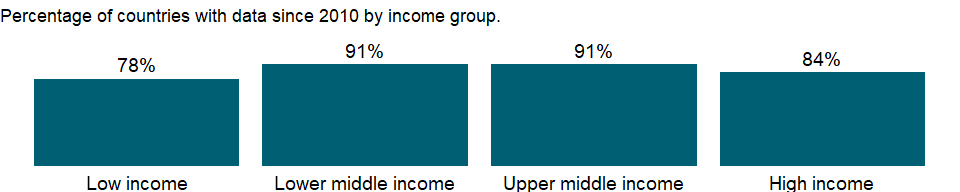 Percentage of countries with data since 2010 by income group.
78%
91%
91%
84%
Low income
Lower middle income
Upper middle income
High income